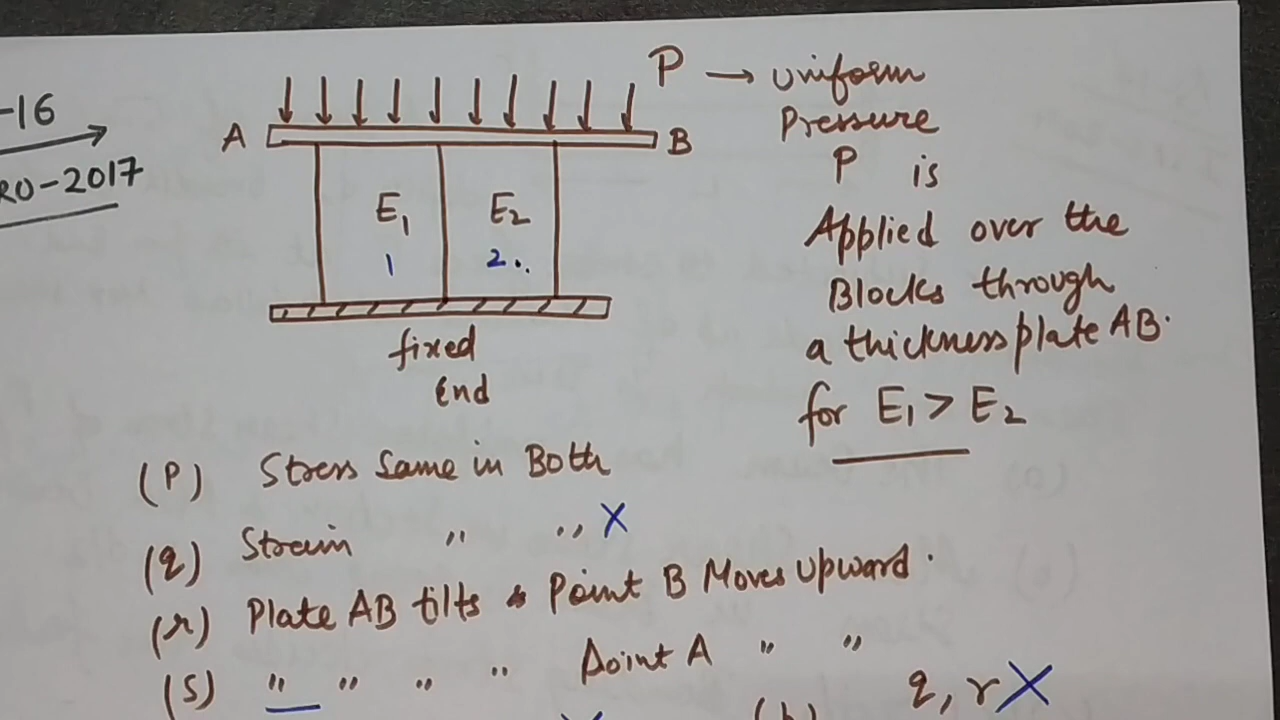 -16
RO-2017
P → Uniform
Pressure
P is
Applied over the
Blocks through
a thickness plate AB.
for E1 > E2
A
B
E1
E2
1
2
fixed
End
(P) Stress Same in Both
(q) Strain " " X
(r) Plate AB tilts & Point B Moves Upward.
(S) " " " " Point A " "
q, r X
(b)